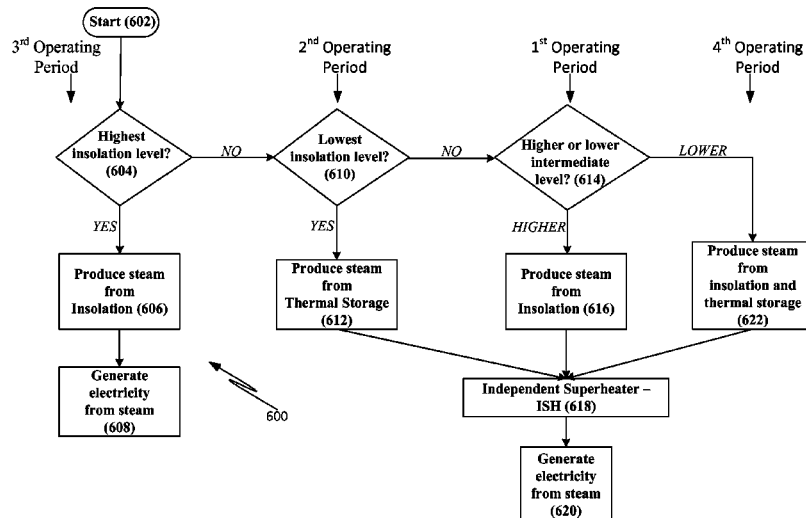 Start (602)
3rd Operating
Period
2nd Operating
Period
1st Operating
Period
4th Operating
Period
Highest
insolation level?
(604)
NO
Lowest
insolation level?
(610)
NO
Higher or lower
intermediate
level? (614)
LOWER
YES
YES
HIGHER
Produce steam
from
Insolation (606)
Produce steam
from
Thermal Storage
(612)
Produce steam
from
Insolation (616)
Produce steam
from
insolation and
thermal storage
(622)
Generate
electricity
from steam
(608)
600
Independent Superheater –
ISH (618)
Generate
electricity
from steam
(620)